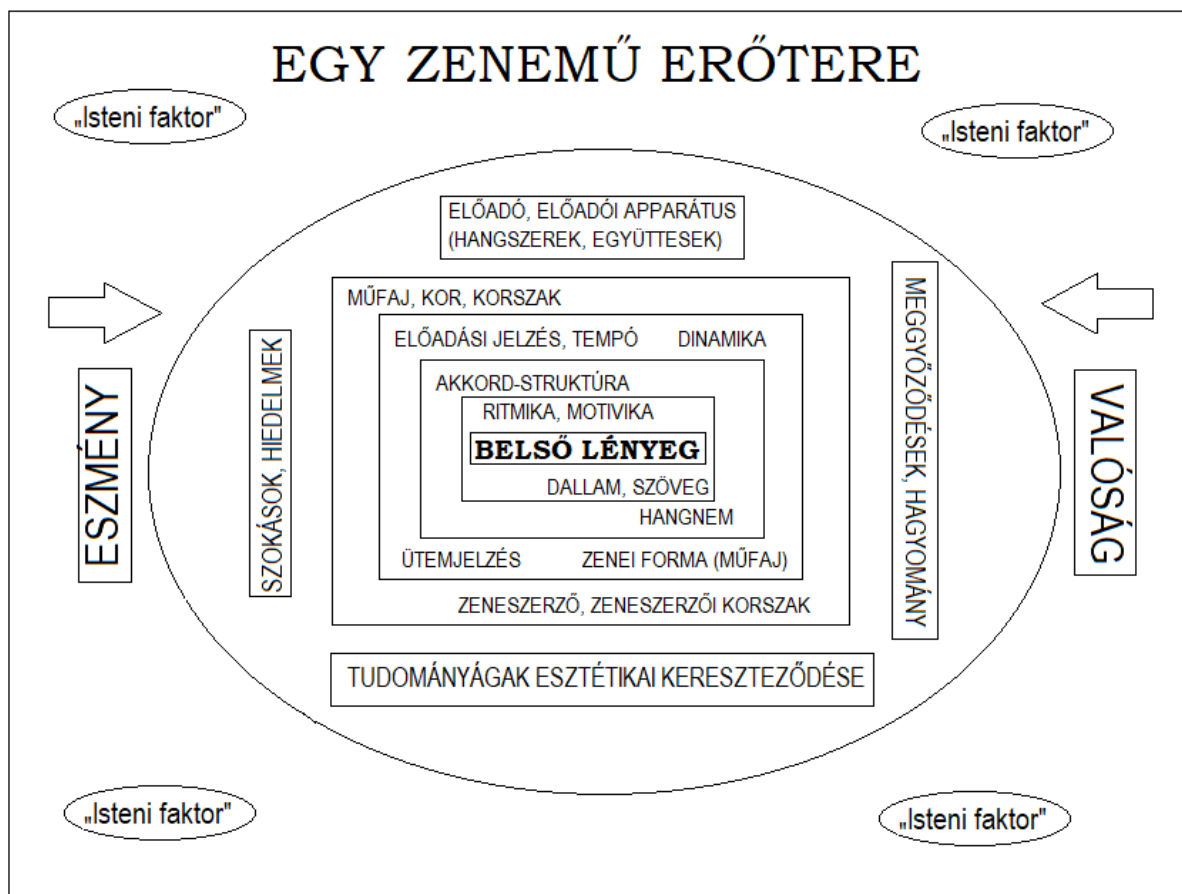 EGY ZENEMŰ ERŐTERE
„Isteni faktor"
„Isteni faktor"
ELŐADÓ, ELŐADÓI APPARÁTUS
(HANGSZEREK, EGYÜTTESEK)
MŰFAJ, KOR, KORSZAK
ELŐADÁSI JELZÉS, TEMPÓ
DINAMIKA
AKKORD-STRUKTÚRA
RITMIKA, MOTIVIKA
BELSŐ LÉNYEG
DALLAM, SZÖVEG
HANGNEM
ÜTEMJELZÉS
ZENEI FORMA (MŰFAJ)
ZENESZERZŐ, ZENESZERZŐI KORSZAK
ESZMÉNY
SZOKÁSOK, HIEDELMEK
MEGGYŐZŐDÉSEK, HAGYOMÁNY
VALÓSÁG
TUDOMÁNYÁGAK ESZTÉTIKAI KERESZTEZŐDÉSE
„Isteni faktor"
„Isteni faktor"